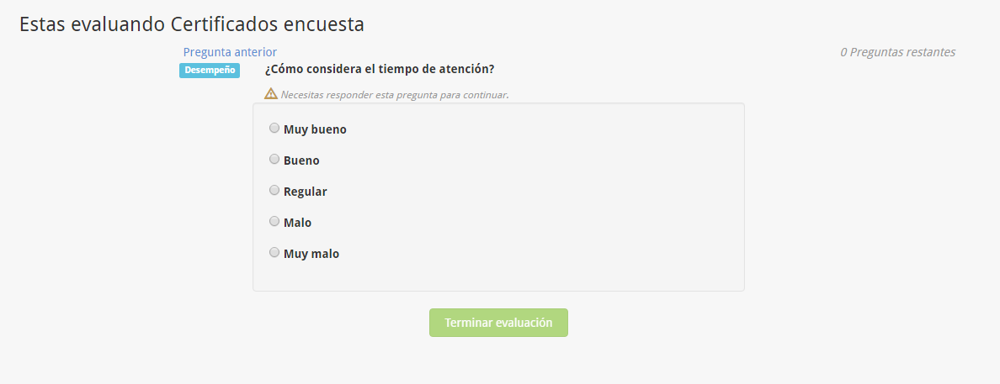 Estas evaluando Certificados encuesta
Pregunta anterior
0 Preguntas restantes
Desempeño
¿Cómo considera el tiempo de atención?
Necesitas responder esta pregunta para continuar.
Muy bueno
Bueno
Regular
Malo
Muy malo
Terminar evaluación